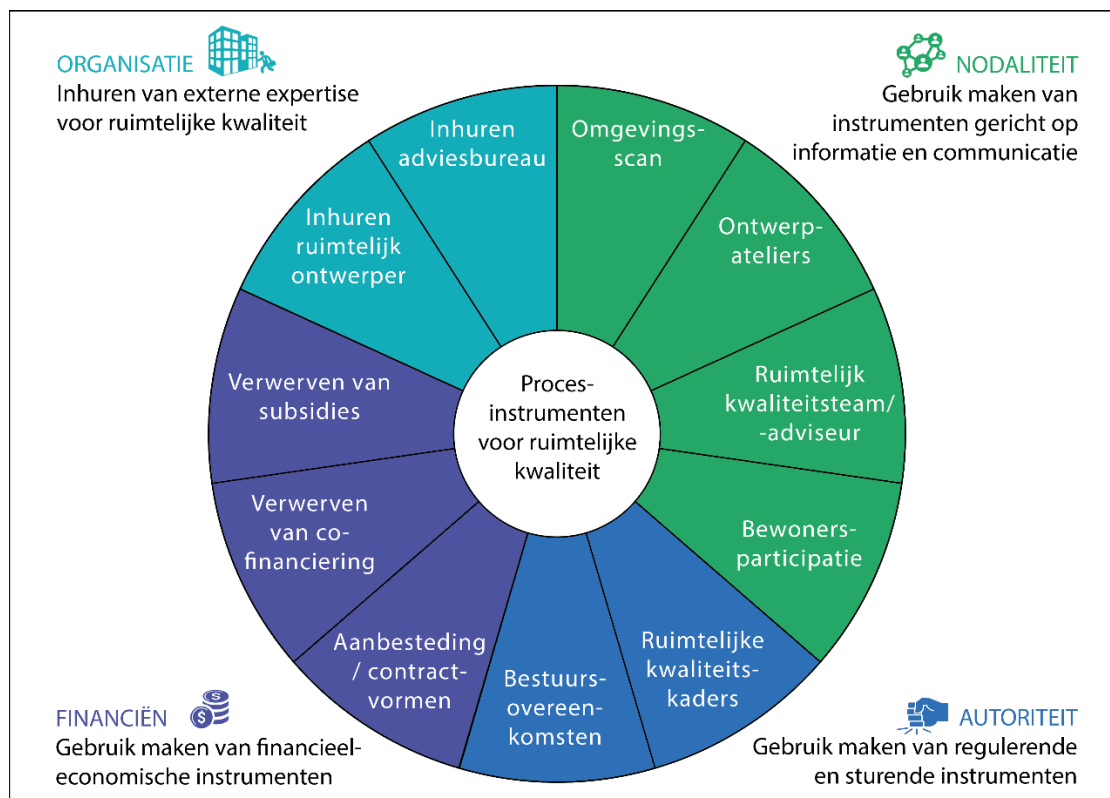 ORGANISATIE
Inhuren van externe expertise
voor ruimtelijke kwaliteit
NODALITEIT
Gebruik maken van
instrumenten gericht op
informatie en communicatie
Inhuren
adviesbureau
Omgevings-
scan
Inhuren
ruimtelijk
ontwerper
Ontwerp-
ateliers
Verwerven van
subsidies
Proces-
instrumenten
voor ruimtelijke
kwaliteit
Ruimtelijk
kwaliteitsteam/
-adviseur
Verwerven
van co-
financiering
Bewoners-
participatie
Aanbesteding
/ contract-
vormen
Bestuurs-
overeen-
komsten
Ruimtelijke
kwaliteits-
kaders
FINANCIËN
Gebruik maken van financieel-
economische instrumenten
AUTORITEIT
Gebruik maken van regulerende
en sturende instrumenten